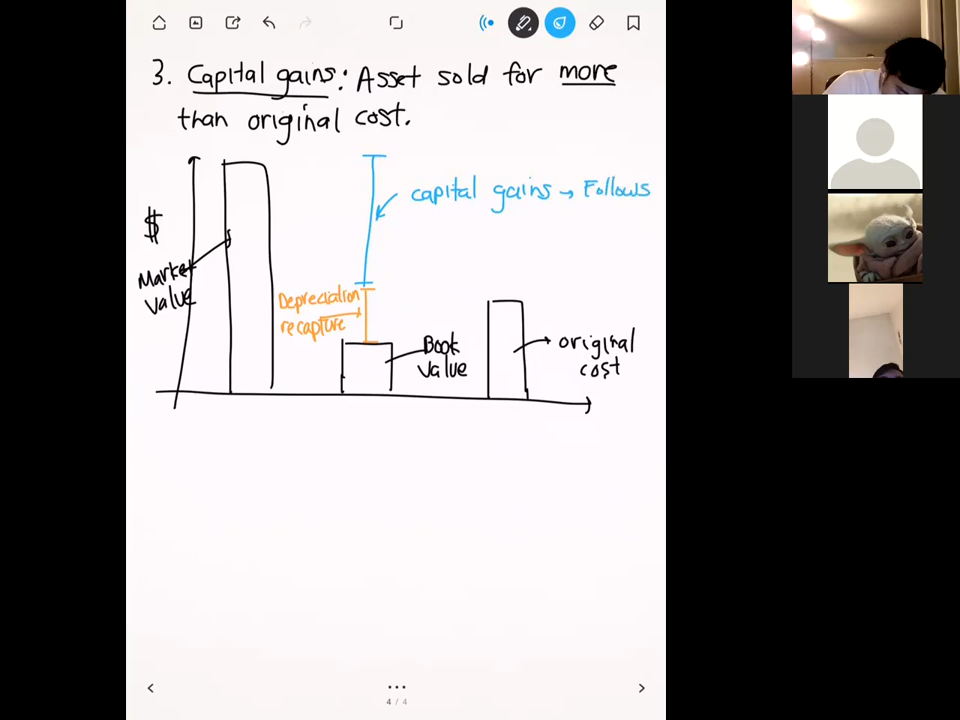 3. Capital gains: Asset sold for more
than original cost.
capital gains → Follows
$
Market
value
Depreciation
recapture
Book
value
original
cost
4 / 4